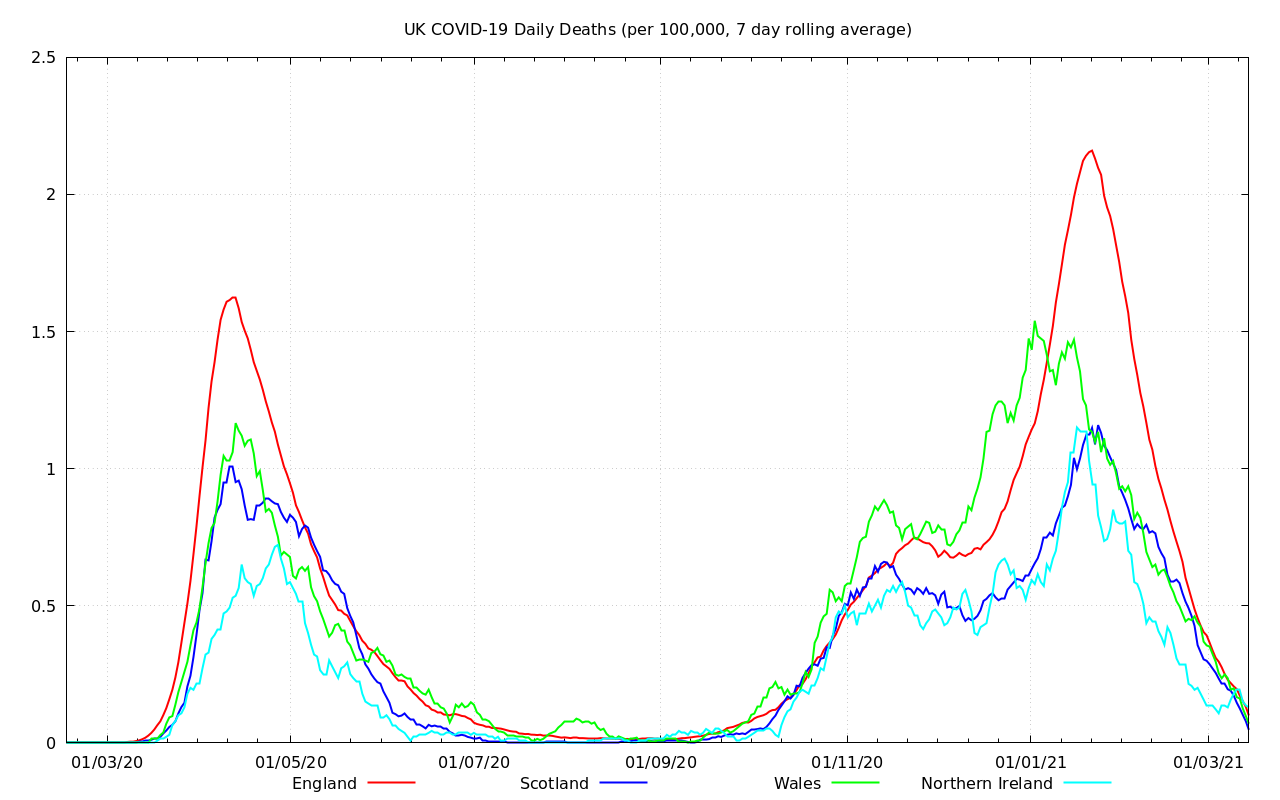 UK COVID-19 Daily Deaths (per 100,000, 7 day rolling average)
2.5
2
1.5
1
0.5
0
01/03/20 01/05/20 01/07/20 01/09/20 01/11/20 01/01/21 01/03/21
England Scotland Wales Northern Ireland